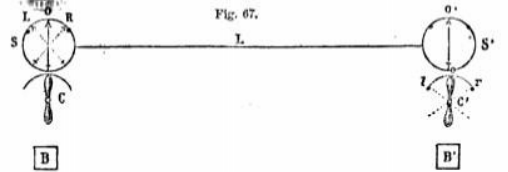 Fig. 67.
L O R O'
S L S'
C l o r
C'
B B'